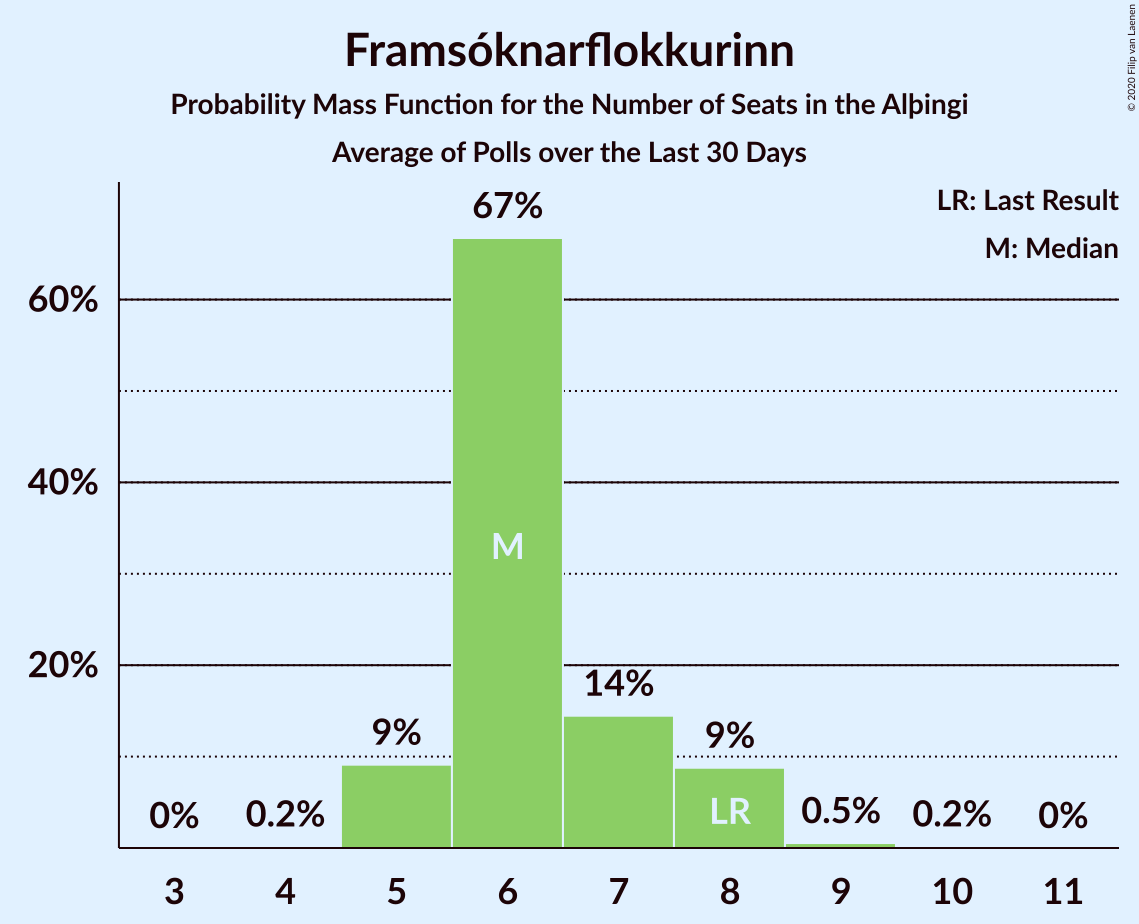 Framsóknarflokkurinn
Probability Mass Function for the Number of Seats in the Alþingi
Average of Polls over the Last 30 Days
© 2020 Filip van Laenen
LR: Last Result
M: Median
60%
40%
20%
0%
0.2%
9%
67%
14%
9%
0.5%
0.2%
0%
M
LR
3 4 5 6 7 8 9 10 11